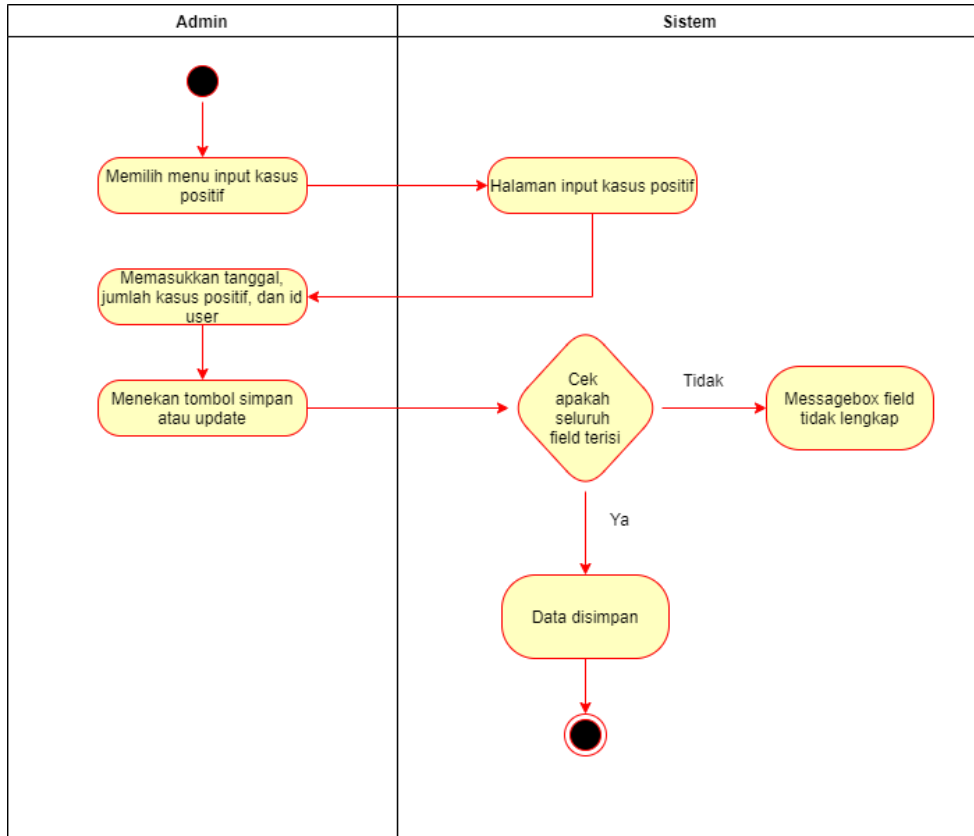 Admin
Sistem
Memilih menu input kasus
positif
Halaman input kasus positif
Memasukkan tanggal,
jumlah kasus positif, dan id
user
Menekan tombol simpan
atau update
Cek
apakah
seluruh
field terisi
Tidak
Messagebox field
tidak lengkap
Ya
Data disimpan